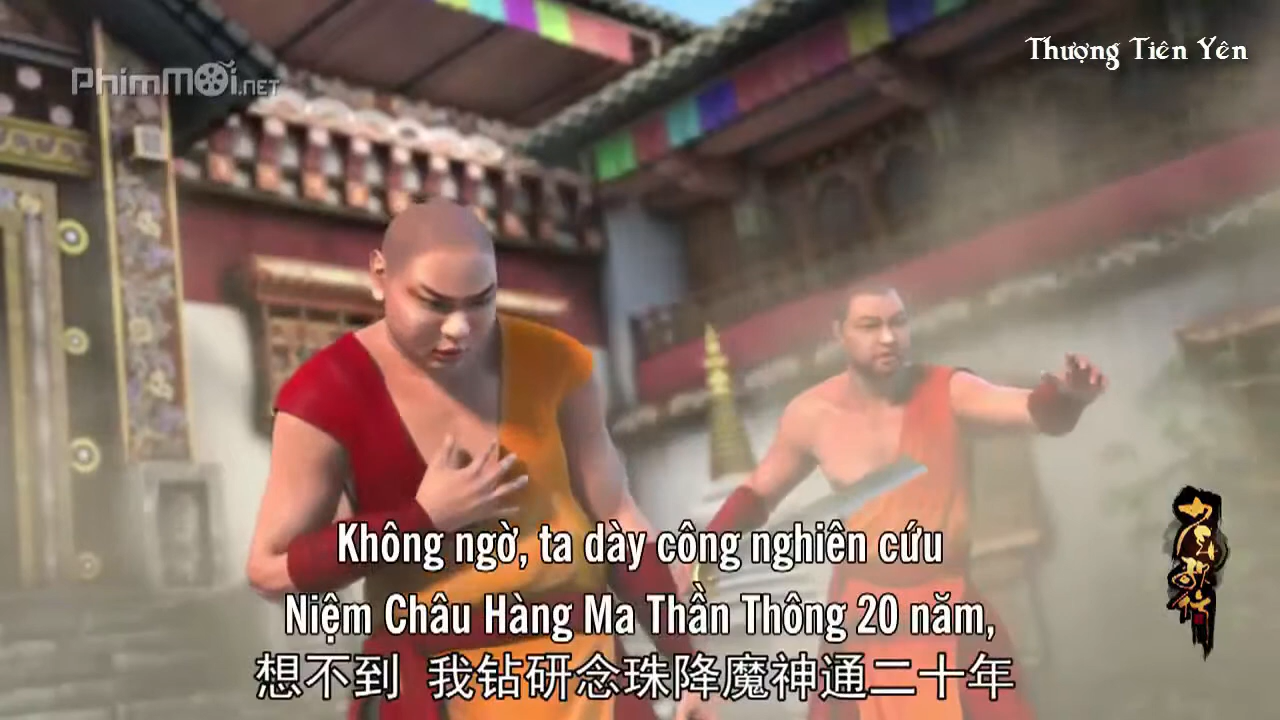 Thượng Tiên Yên
PhimMỡi.NET
Không ngờ, ta dày công nghiên cứu
Niệm Châu Hàng Ma Thần Thông 20 năm,
想不到 我钻研念珠降魔神通二十年